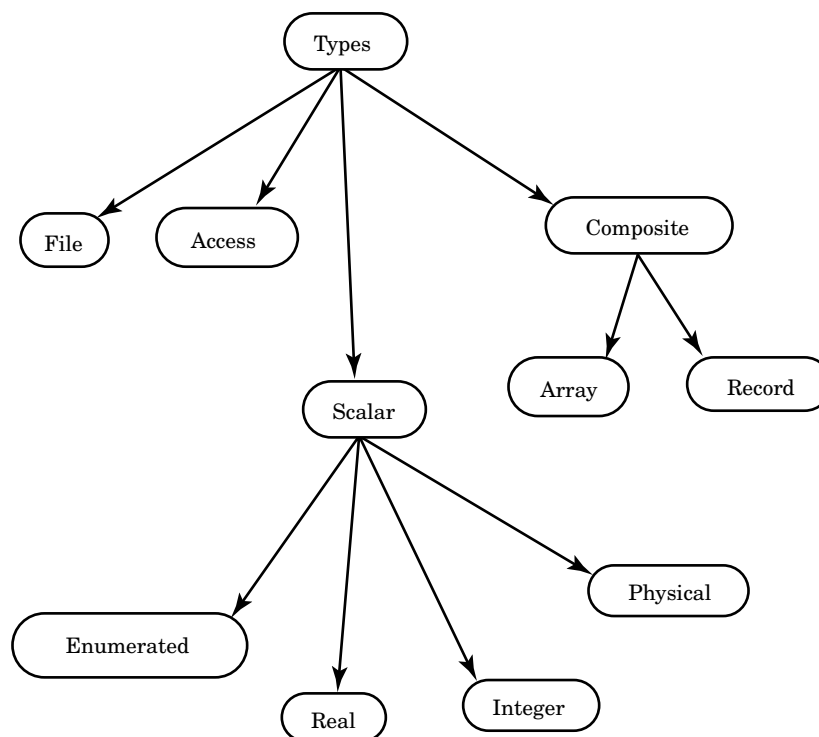 Types
File
Access
Composite
Array
Record
Scalar
Enumerated
Real
Integer
Physical